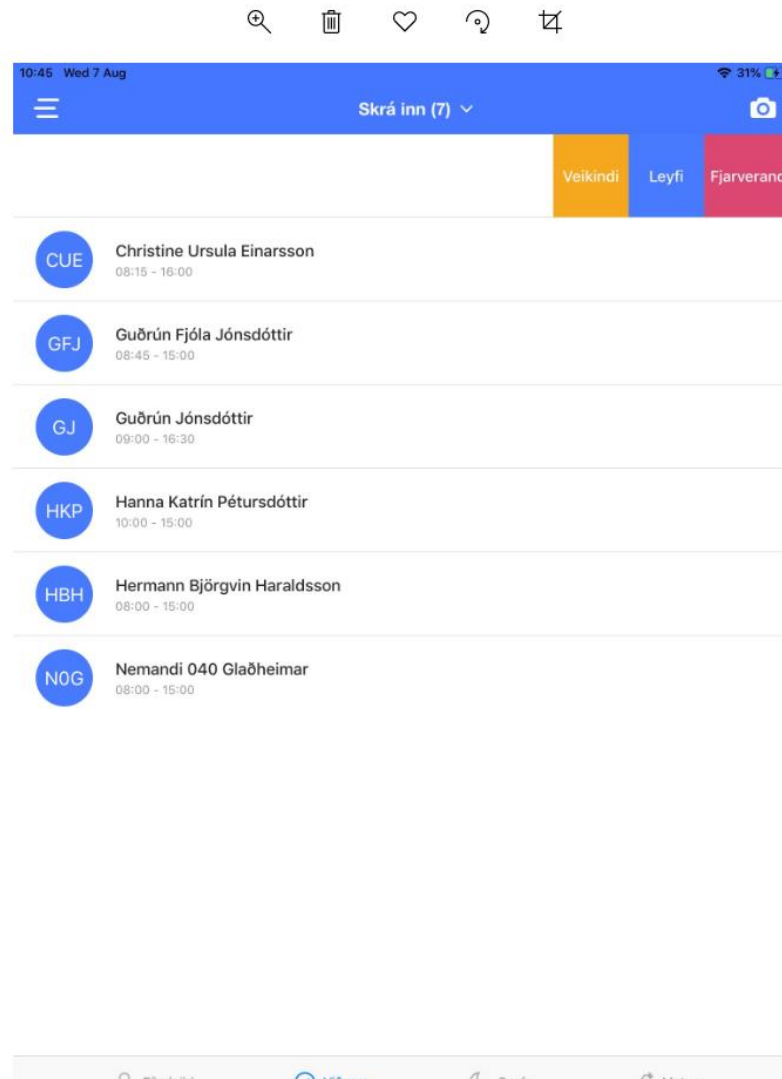 10:45 Wed 7 Aug 31%
Skrá inn (7)
Veikindi Leyfi Fjarverand
CUE Christine Ursula Einarsson
08:15 - 16:00
GFJ Guðrún Fjóla Jónsdóttir
08:45 - 15:00
GJ Guðrún Jónsdóttir
09:00 - 16:30
HKP Hanna Katrín Pétursdóttir
10:00 - 15:00
HBH Hermann Björgvin Haraldsson
08:00 - 15:00
N0G Nemandi 040 Glaðheimar
08:00 - 15:00